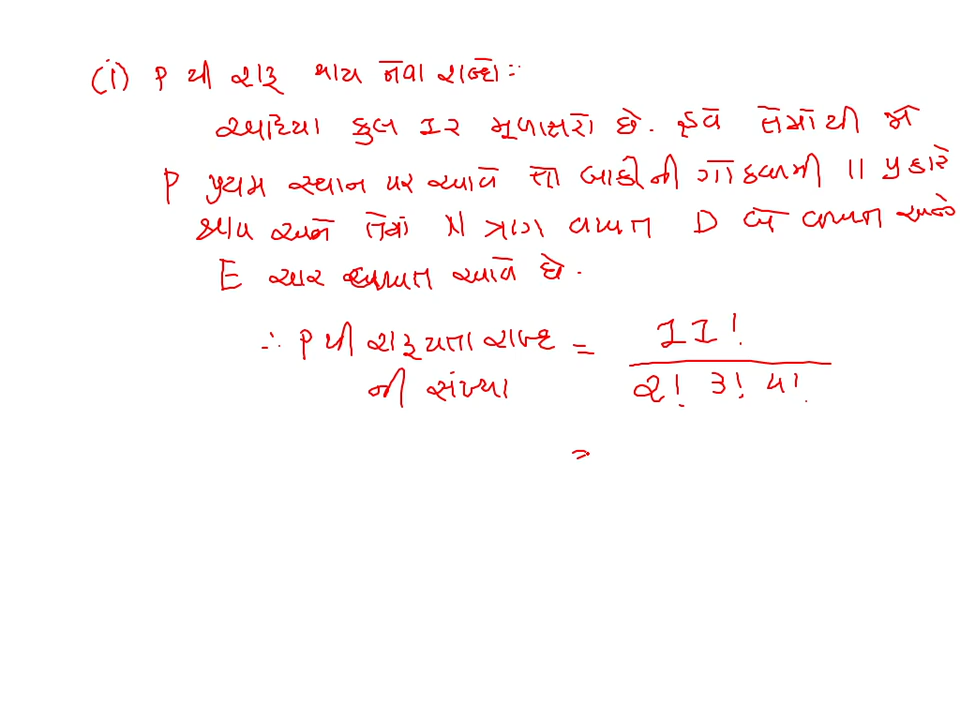 (i) P થી શરૂ થાય તેવા શબ્દો :-
અહિયા કુલ 12 મૂળાક્ષરો છે. હવે તેમાંથી જો
P પ્રથમ સ્થાન પર આવે તો બાકીની ગોઠવણી 11 પ્રકારે
થાય અને તેમાં N ત્રણ વખત D બે વખત અને
E ચાર વખત આવે છે.
∴ P થી શરૂ થતા શબ્દ = 11! / 2! 3! 4!
ની સંખ્યા
=